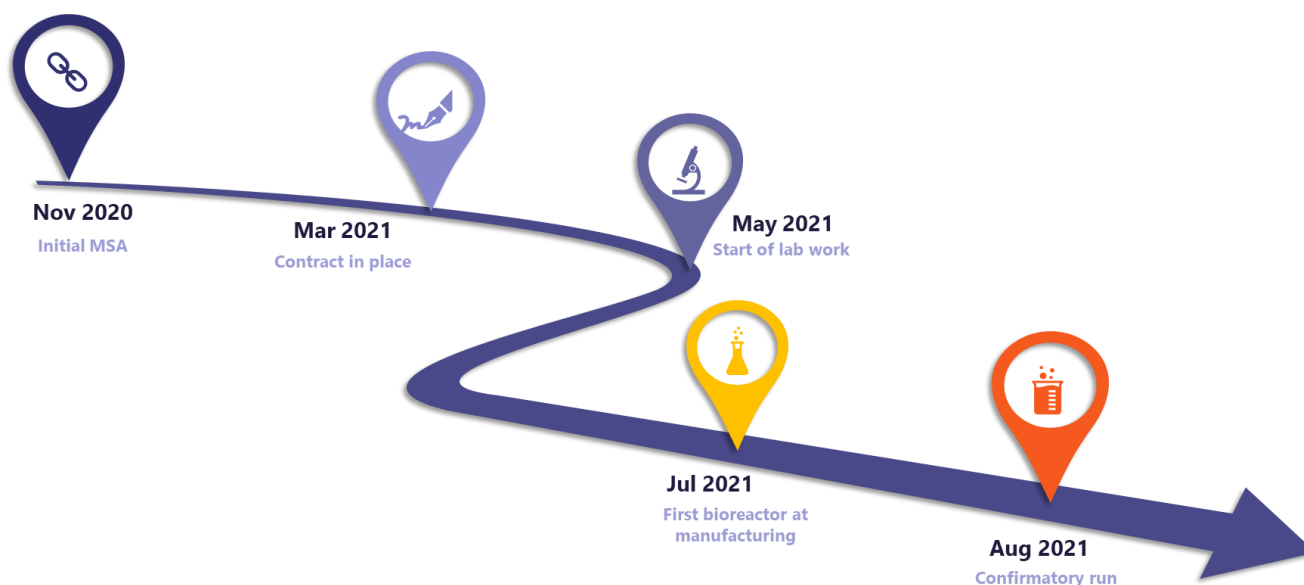 Nov 2020
Initial MSA
Mar 2021
Contract in place
May 2021
Start of lab work
Jul 2021
First bioreactor at
manufacturing
Aug 2021
Confirmatory run